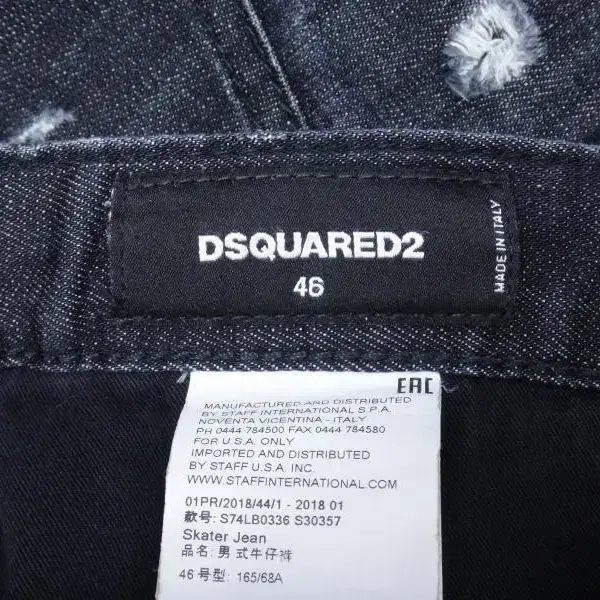 DSQUARED2
46
MADE IN ITALY
EAC
MANUFACTURED AND DISTRIBUTED
BY STAFF INTERNATIONAL S.P.A.
NOVENTA VICENTINA - ITALY
PH 0444 784500 FAX 0444 784580
FOR U.S.A. ONLY
IMPORTED AND DISTRIBUTED
BY STAFF U.S.A. INC.
WWW.STAFFINTERNATIONAL.COM
01PR/2018/44/1 - 2018 01
款号: S74LB0336 S30357
Skater Jean
品名: 男 式牛仔裤
46 号型: 165/68A